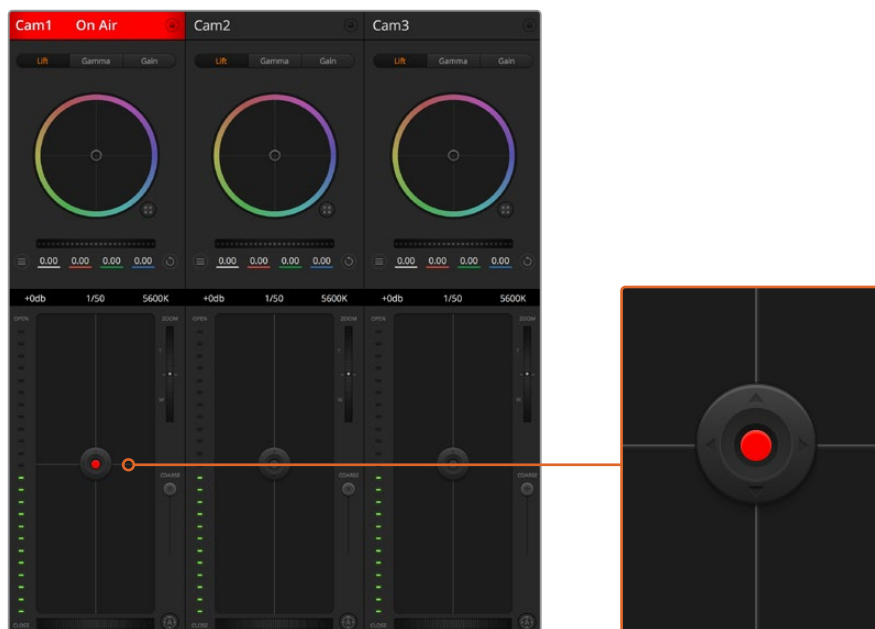 Cam1 On Air
Cam2
Cam3
Lift Gamma Gain
Lift Gamma Gain
Lift Gamma Gain
0.00 0.00 0.00 0.00
0.00 0.00 0.00 0.00
0.00 0.00 0.00 0.00
+0db 1/50 5600K
+0db 1/50 5600K
+0db 1/50 5600K
OPEN ZOOM
OPEN ZOOM
OPEN ZOOM
T
T
T
W
W
W
COARSE
COARSE
COARSE
CLOSE
CLOSE
CLOSE